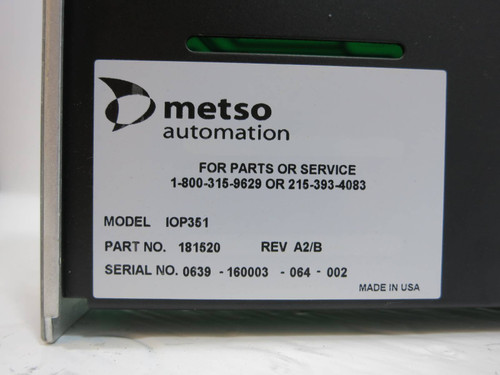 metso
automation
FOR PARTS OR SERVICE
1-800-315-9629 OR 215-393-4083
MODEL IOP351
PART NO. 181520 REV A2/B
SERIAL NO. 0639 - 160003 - 064 - 002
MADE IN USA